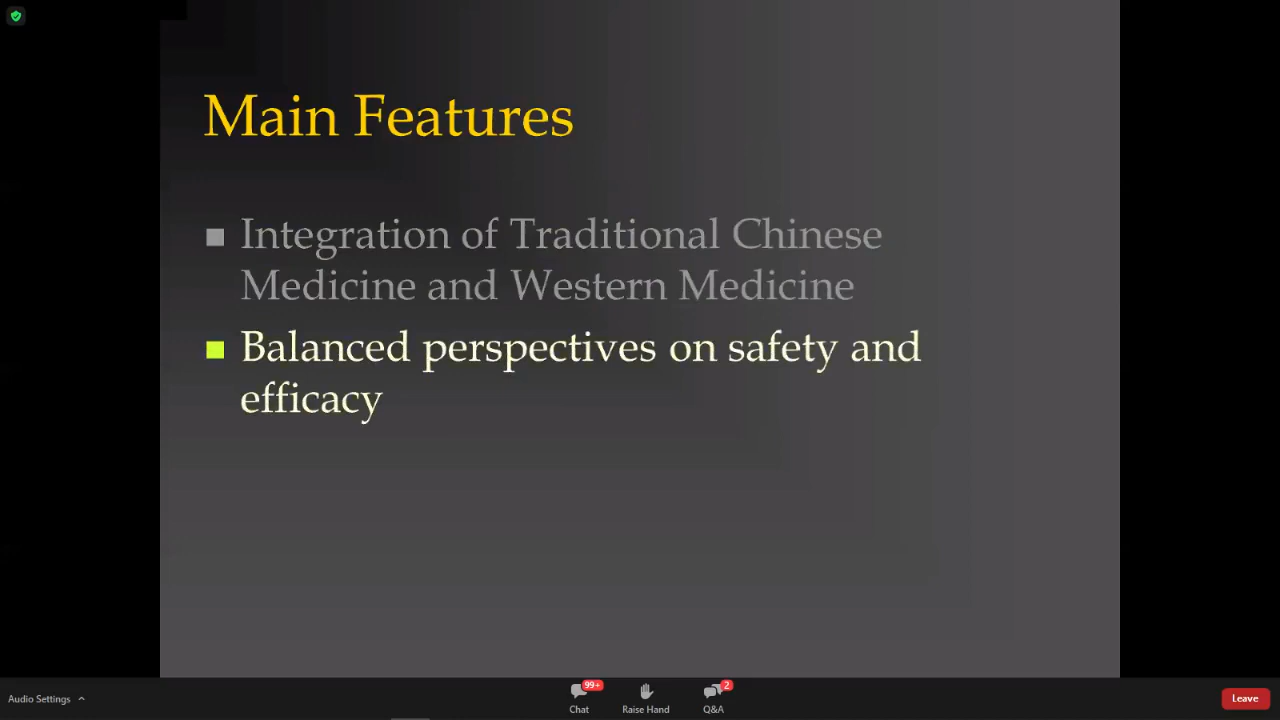 Main Features
Integration of Traditional Chinese
Medicine and Western Medicine
Balanced perspectives on safety and
efficacy
Audio Settings
99+
Chat
Raise Hand
2
Q&A
Leave